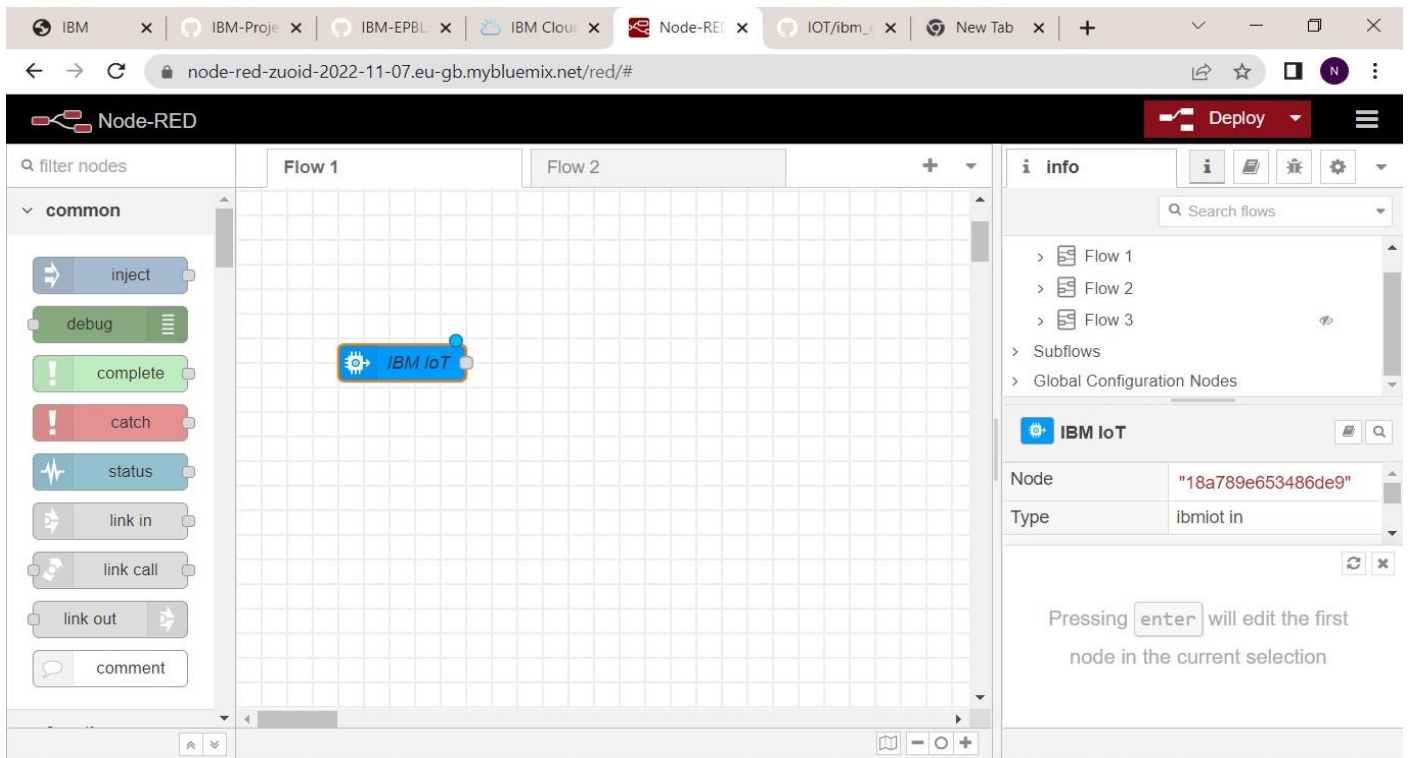 IBM
IBM-Proje
IBM-EPBL
IBM Clou
Node-RE
IOT/ibm_
New Tab
node-red-zuoid-2022-11-07.eu-gb.mybluemix.net/red/#
N
Node-RED
Deploy
filter nodes
common
inject
debug
complete
catch
status
link in
link call
link out
comment
Flow 1
Flow 2
IBM IoT
i info
i
Search flows
Flow 1
Flow 2
Flow 3
Subflows
Global Configuration Nodes
IBM IoT
Node "18a789e653486de9"
Type ibmiot in
Pressing enter will edit the first
node in the current selection